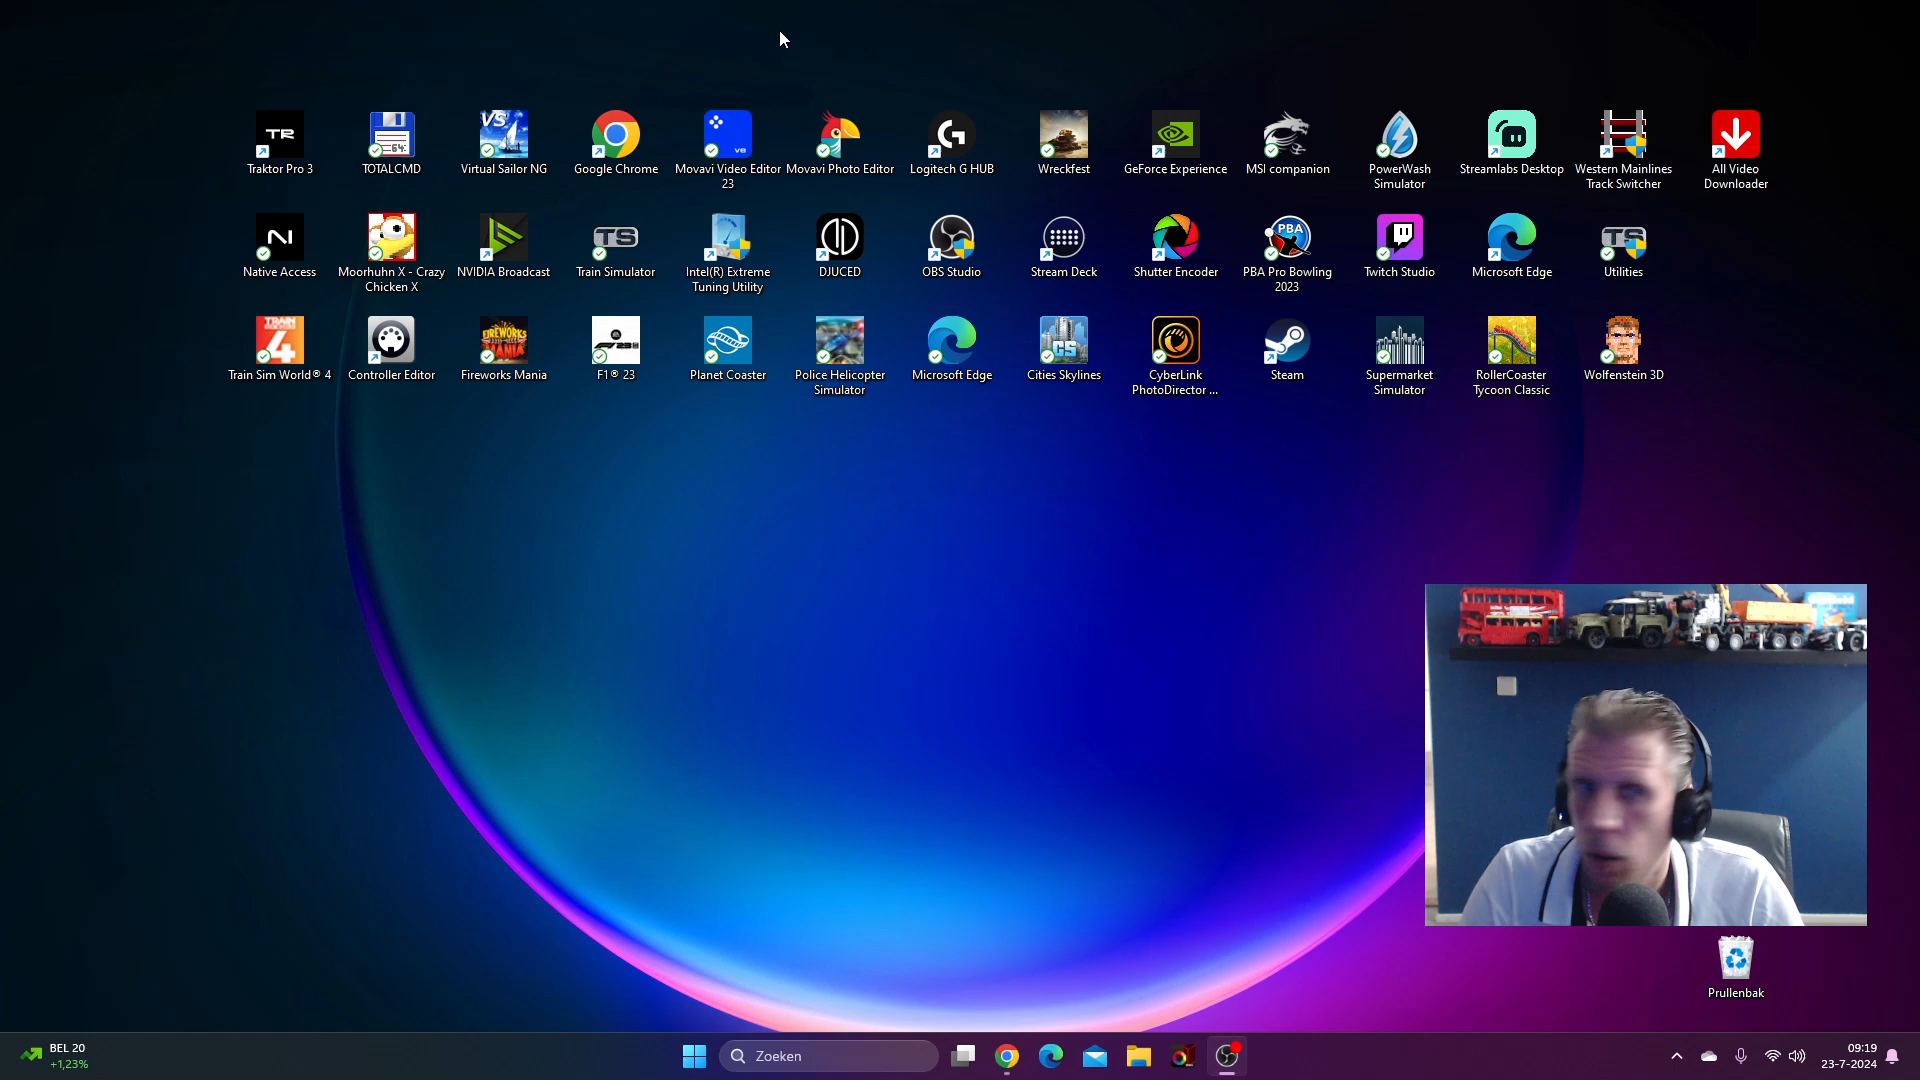 Traktor Pro 3
TOTALCMD
Virtual Sailor NG
Google Chrome
Movavi Video Editor
23
Movavi Photo Editor
Logitech G HUB
Wreckfest
GeForce Experience
MSI companion
PowerWash
Simulator
Streamlabs Desktop
Western Mainlines
Track Switcher
All Video
Downloader
Native Access
Moorhuhn X - Crazy
Chicken X
NVIDIA Broadcast
Train Simulator
Intel(R) Extreme
Tuning Utility
DJUCED
OBS Studio
Stream Deck
Shutter Encoder
PBA Pro Bowling
2023
Twitch Studio
Microsoft Edge
Utilities
Train Sim World® 4
Controller Editor
Fireworks Mania
F1® 23
Planet Coaster
Police Helicopter
Simulator
Microsoft Edge
Cities Skylines
CyberLink
PhotoDirector ...
Steam
Supermarket
Simulator
RollerCoaster
Tycoon Classic
Wolfenstein 3D
Prullenbak
BEL 20
+1,23%
Zoeken
09:19
23-7-2024